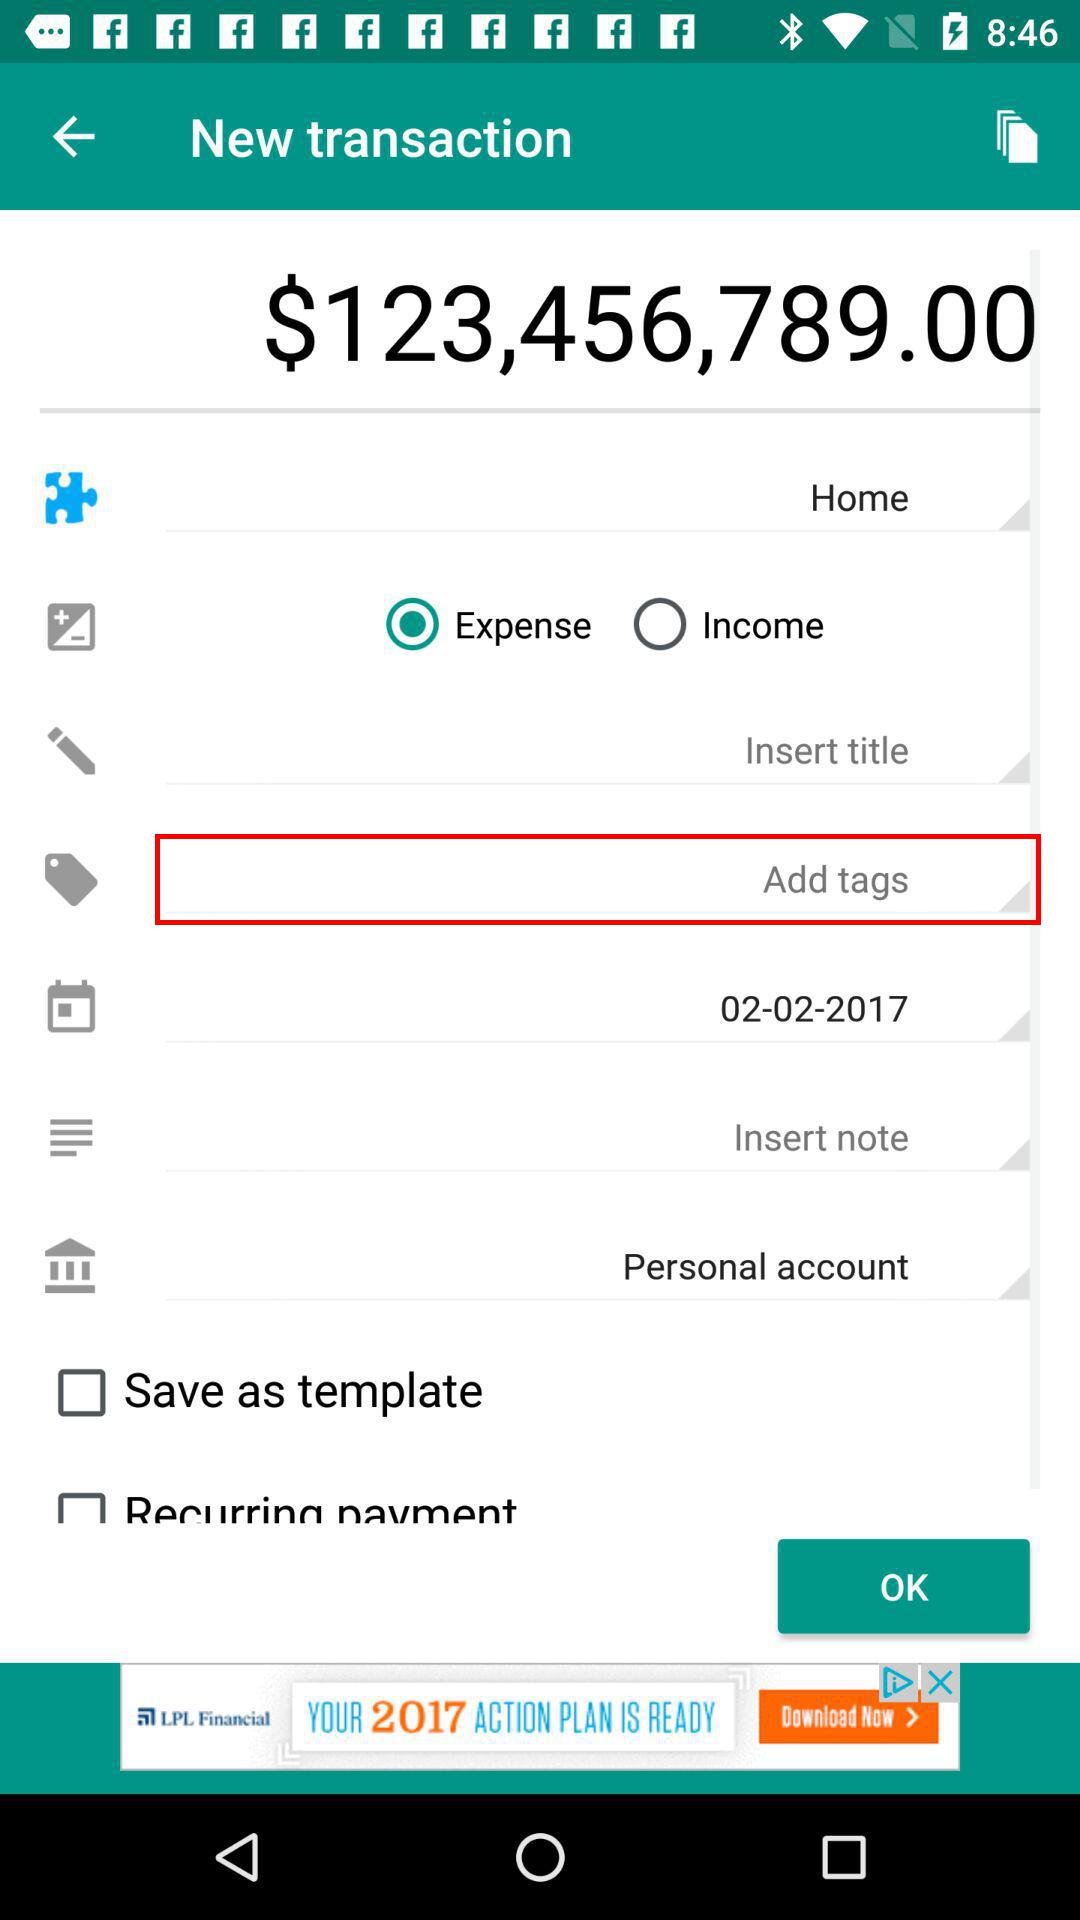 8:46
New transaction
$123,456,789.00
Home
Expense Income
Insert title
Add tags
02-02-2017
Insert note
Personal account
Save as template
Recurring payment
OK
LPL Financial YOUR 2017 ACTION PLAN IS READY Download Now >